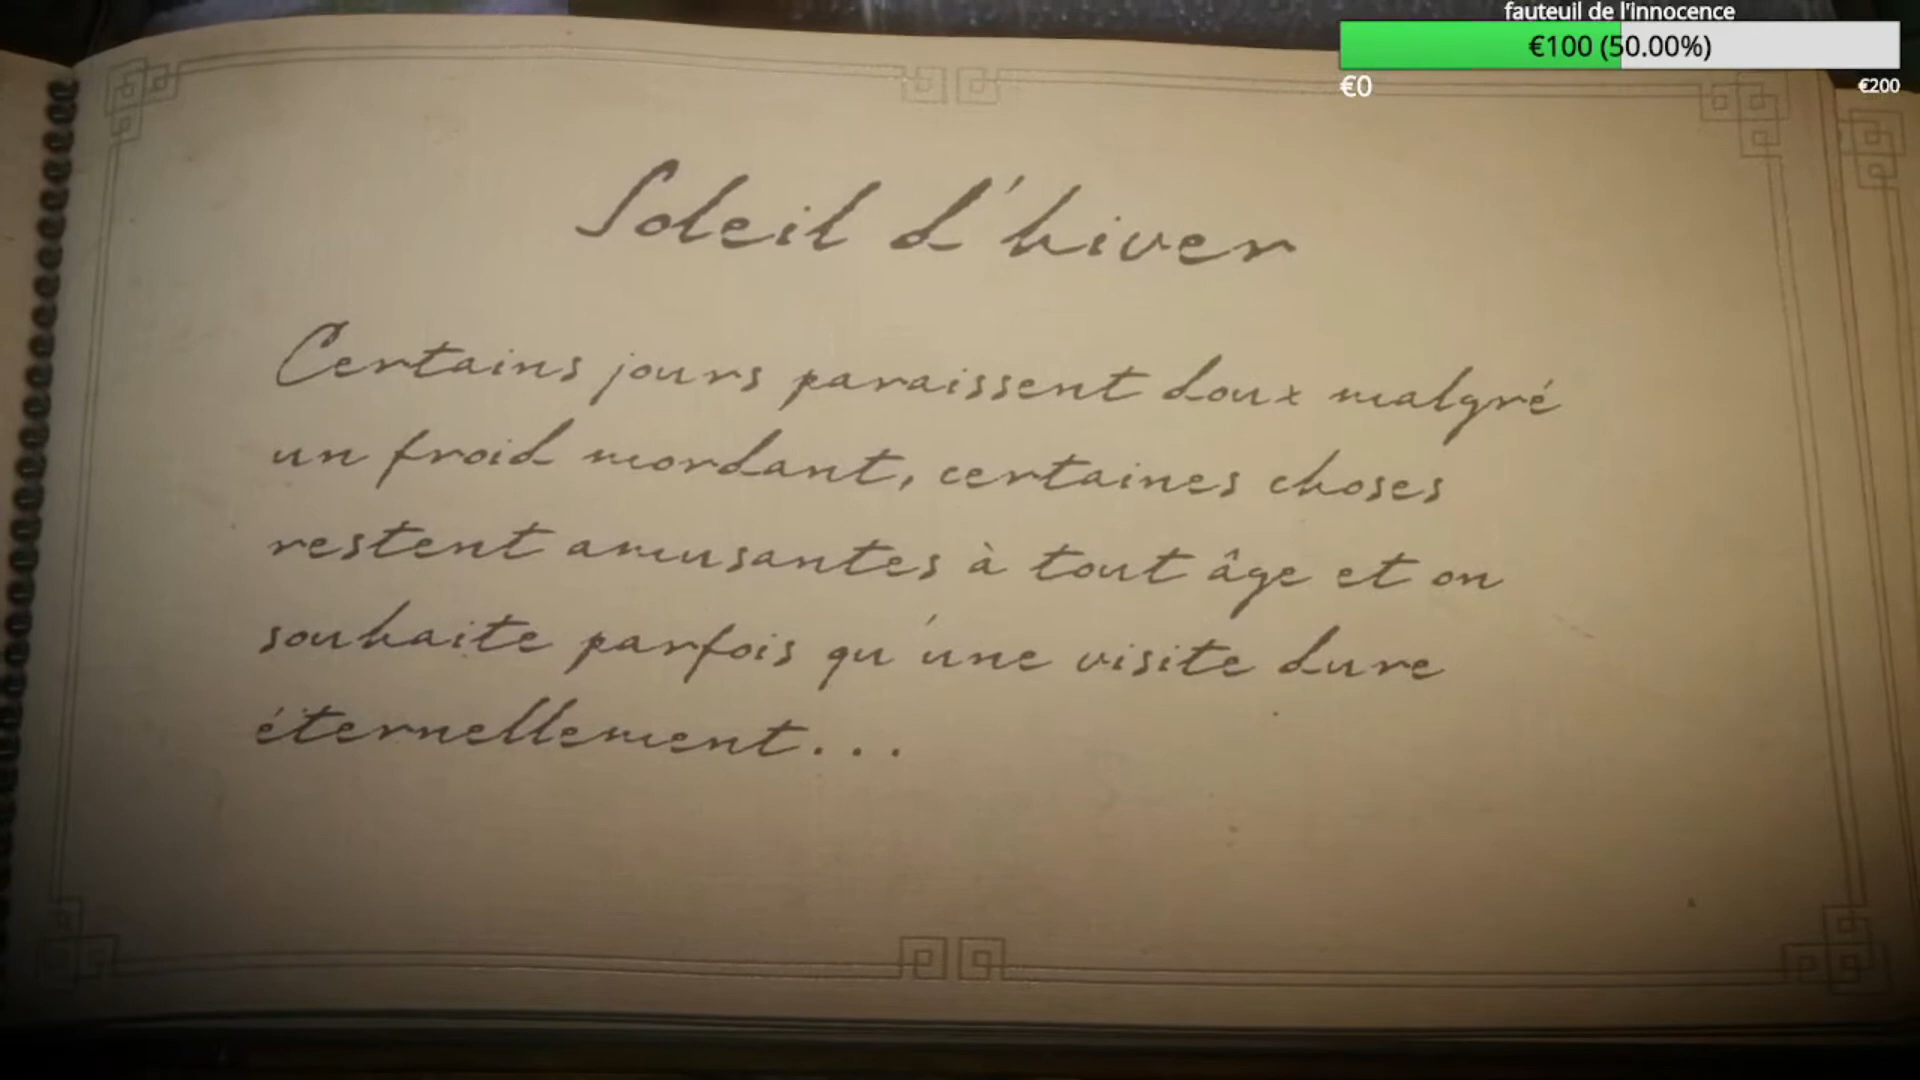 fauteuil de l'innocence
€100 (50.00%)
€0
€200
Soleil d'hiver
Certains jours paraissent doux malgré
un froid mordant, certaines choses
restent amusantes à tout âge et on
souhaite parfois qu'une visite dure
éternellement...